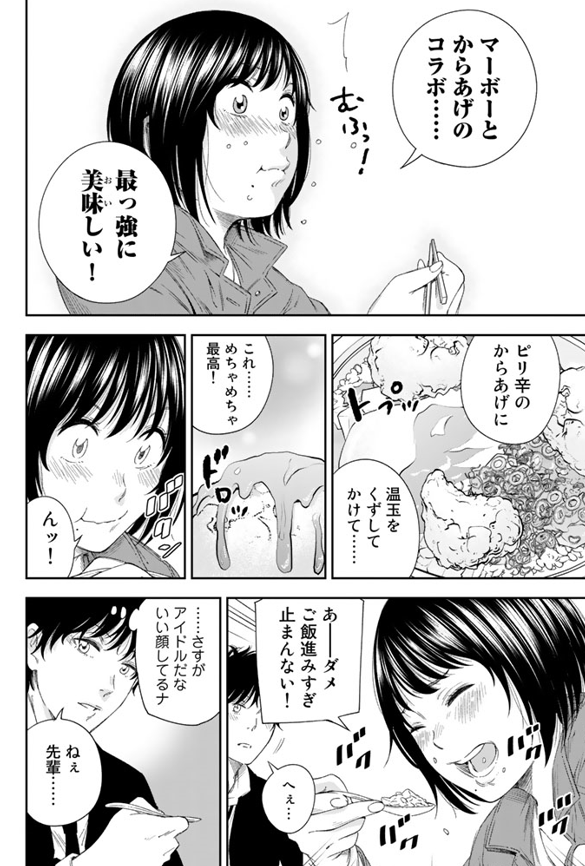 マーボーと
からあげの
コラボ……
むふっ！
最っ強に
美味しい！
ピリ辛の
からあげに
温玉を
くずして
かけて……
トロッ
これ……
めちゃめちゃ
最高！
ドロ
んッ！
あ――ダメ
ご飯進みすぎ
止まんない！
へぇ…
……さすが
アイドルだな
いい顔してるナ
ねぇ
先輩……